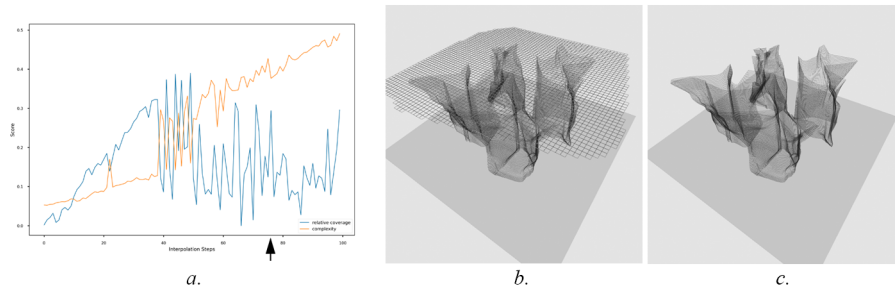 0.5
0.4
0.3
0.2
0.1
0.0
Score
0
20
40
60
80
100
Interpolation Steps
relative coverage
complexity
a.
b.
c.